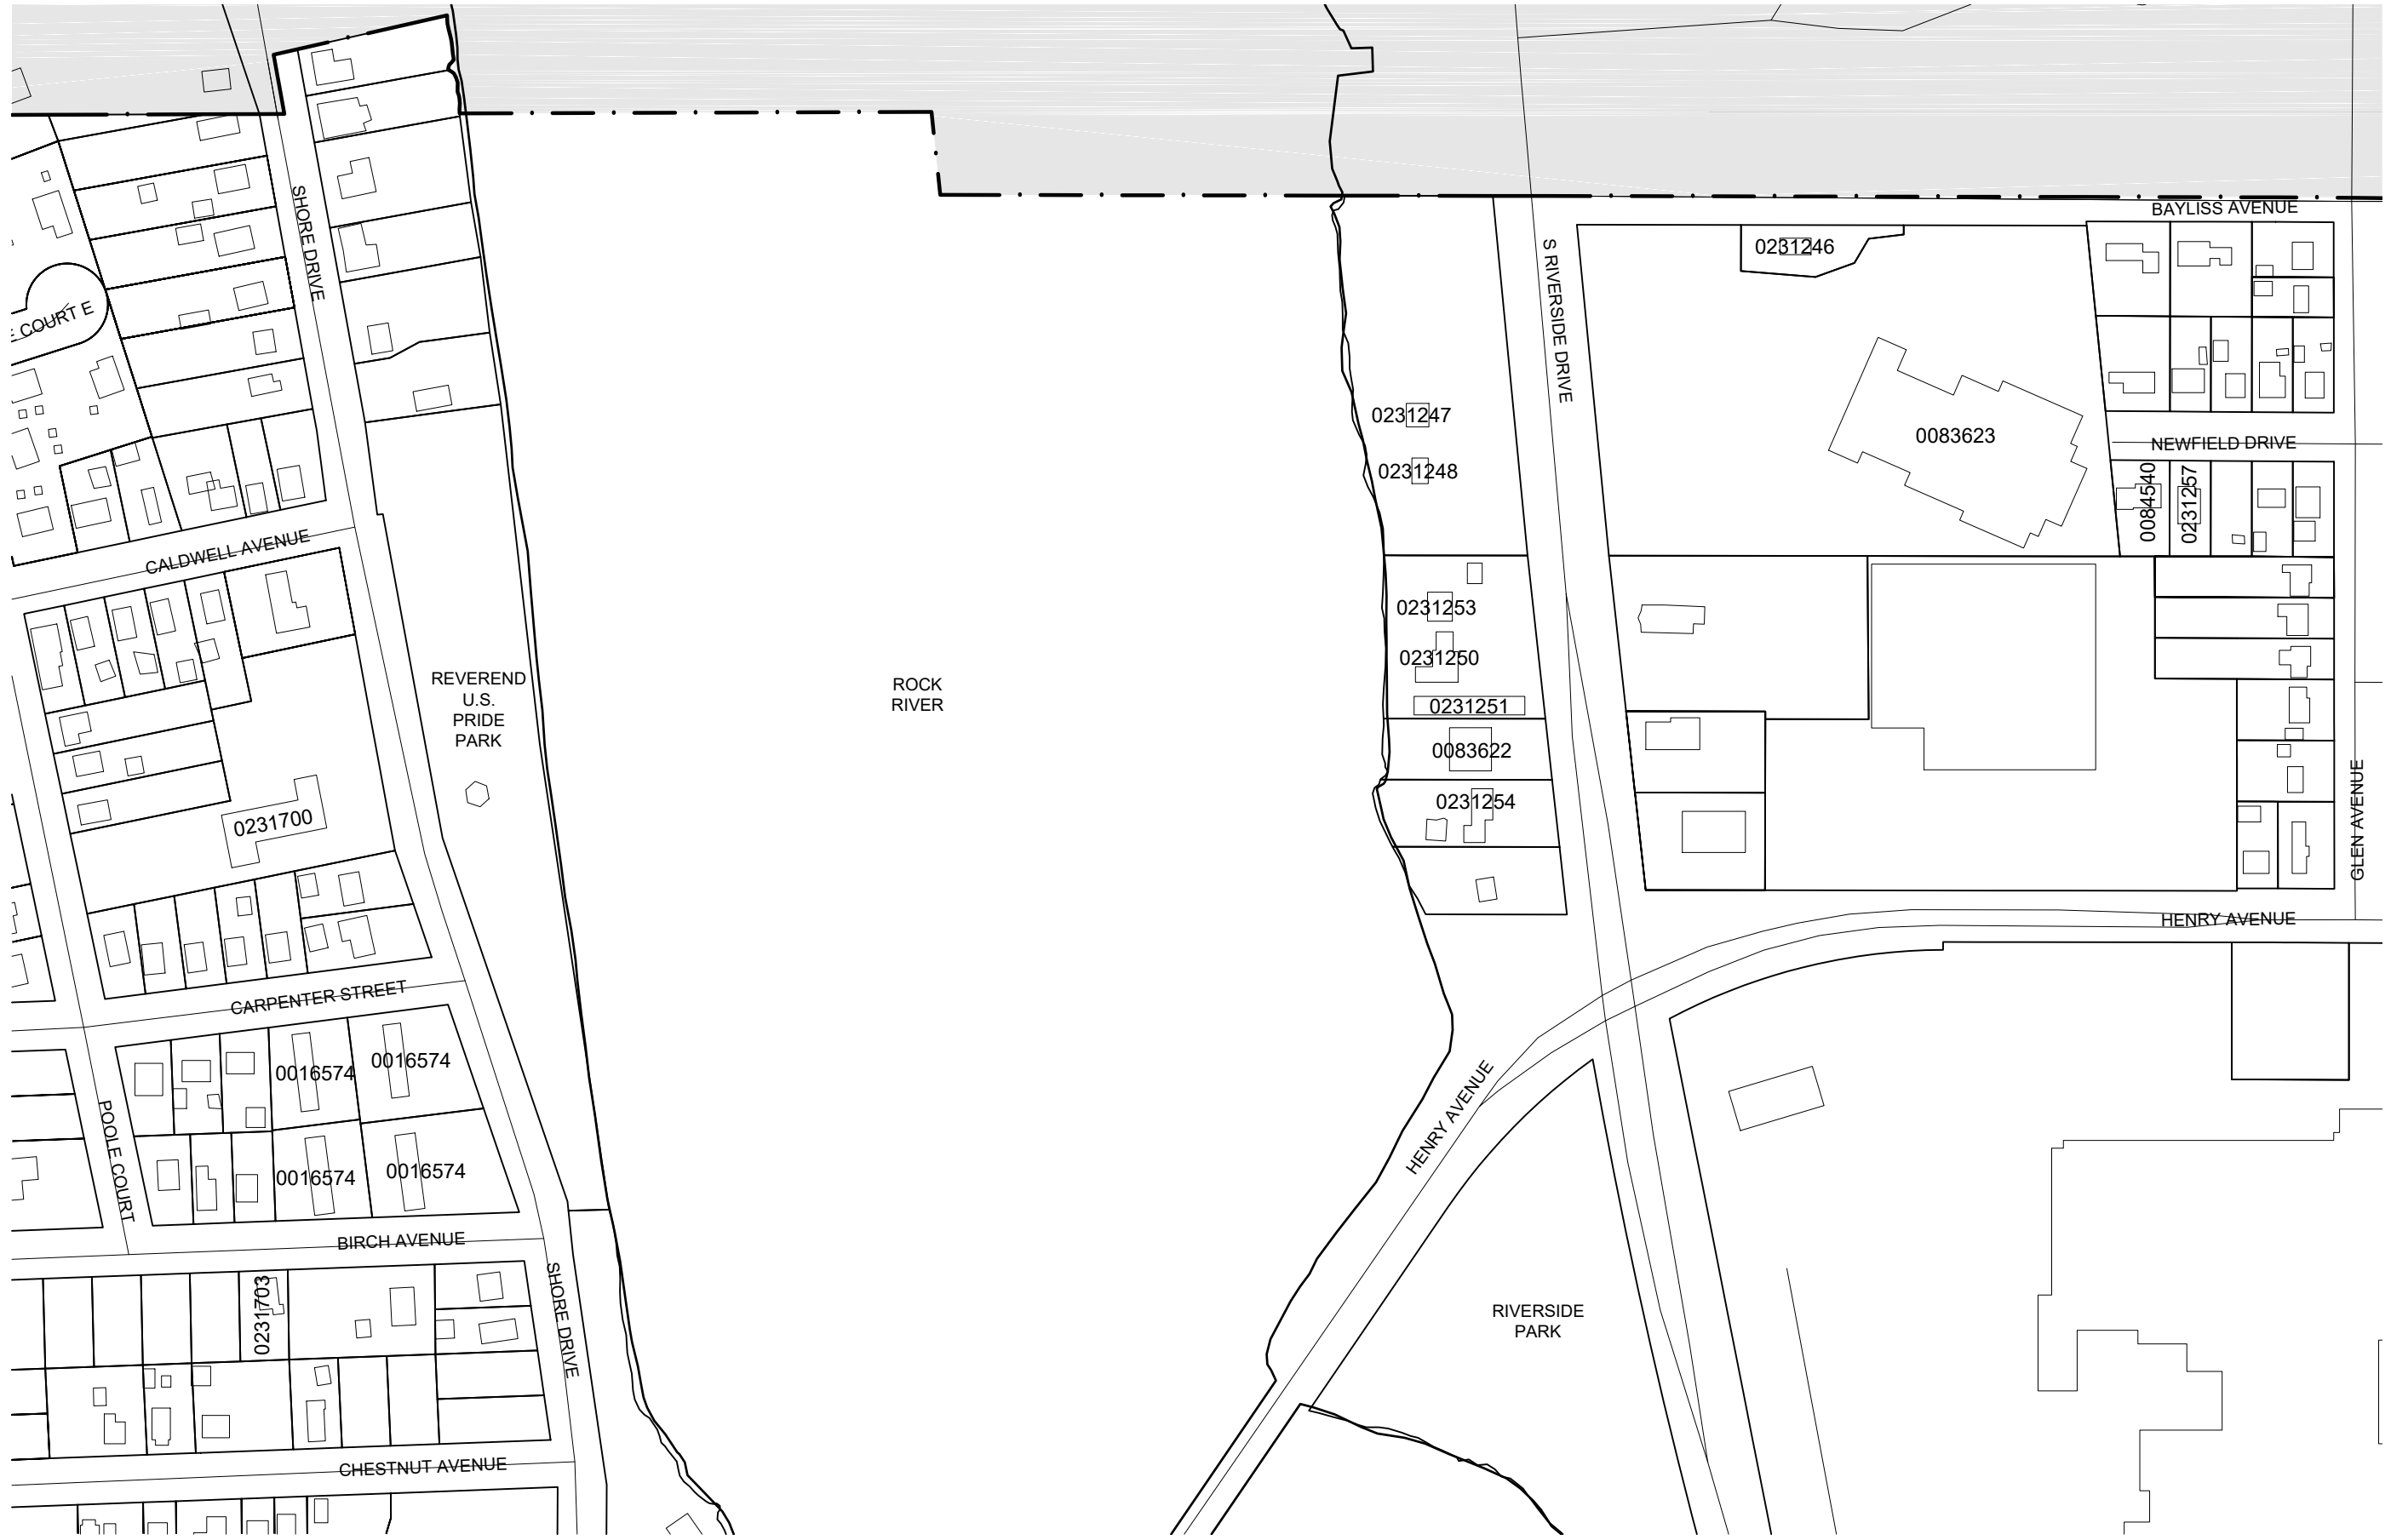 BAYLISS AVENUE
0231246
SHORE DRIVE
S RIVERSIDE DRIVE
E COURT E
0231247
0083623
NEWFIELD DRIVE
0231248
0084540
0231257
CALDWELL AVENUE
0231253
0231250
REVEREND
U.S.
PRIDE
PARK
ROCK
RIVER
0231251
0083622
0231254
0231700
GLEN AVENUE
HENRY AVENUE
CARPENTER STREET
0016574
0016574
HENRY AVENUE
POOLE COURT
0016574
0016574
BIRCH AVENUE
0231703
SHORE DRIVE
RIVERSIDE
PARK
CHESTNUT AVENUE